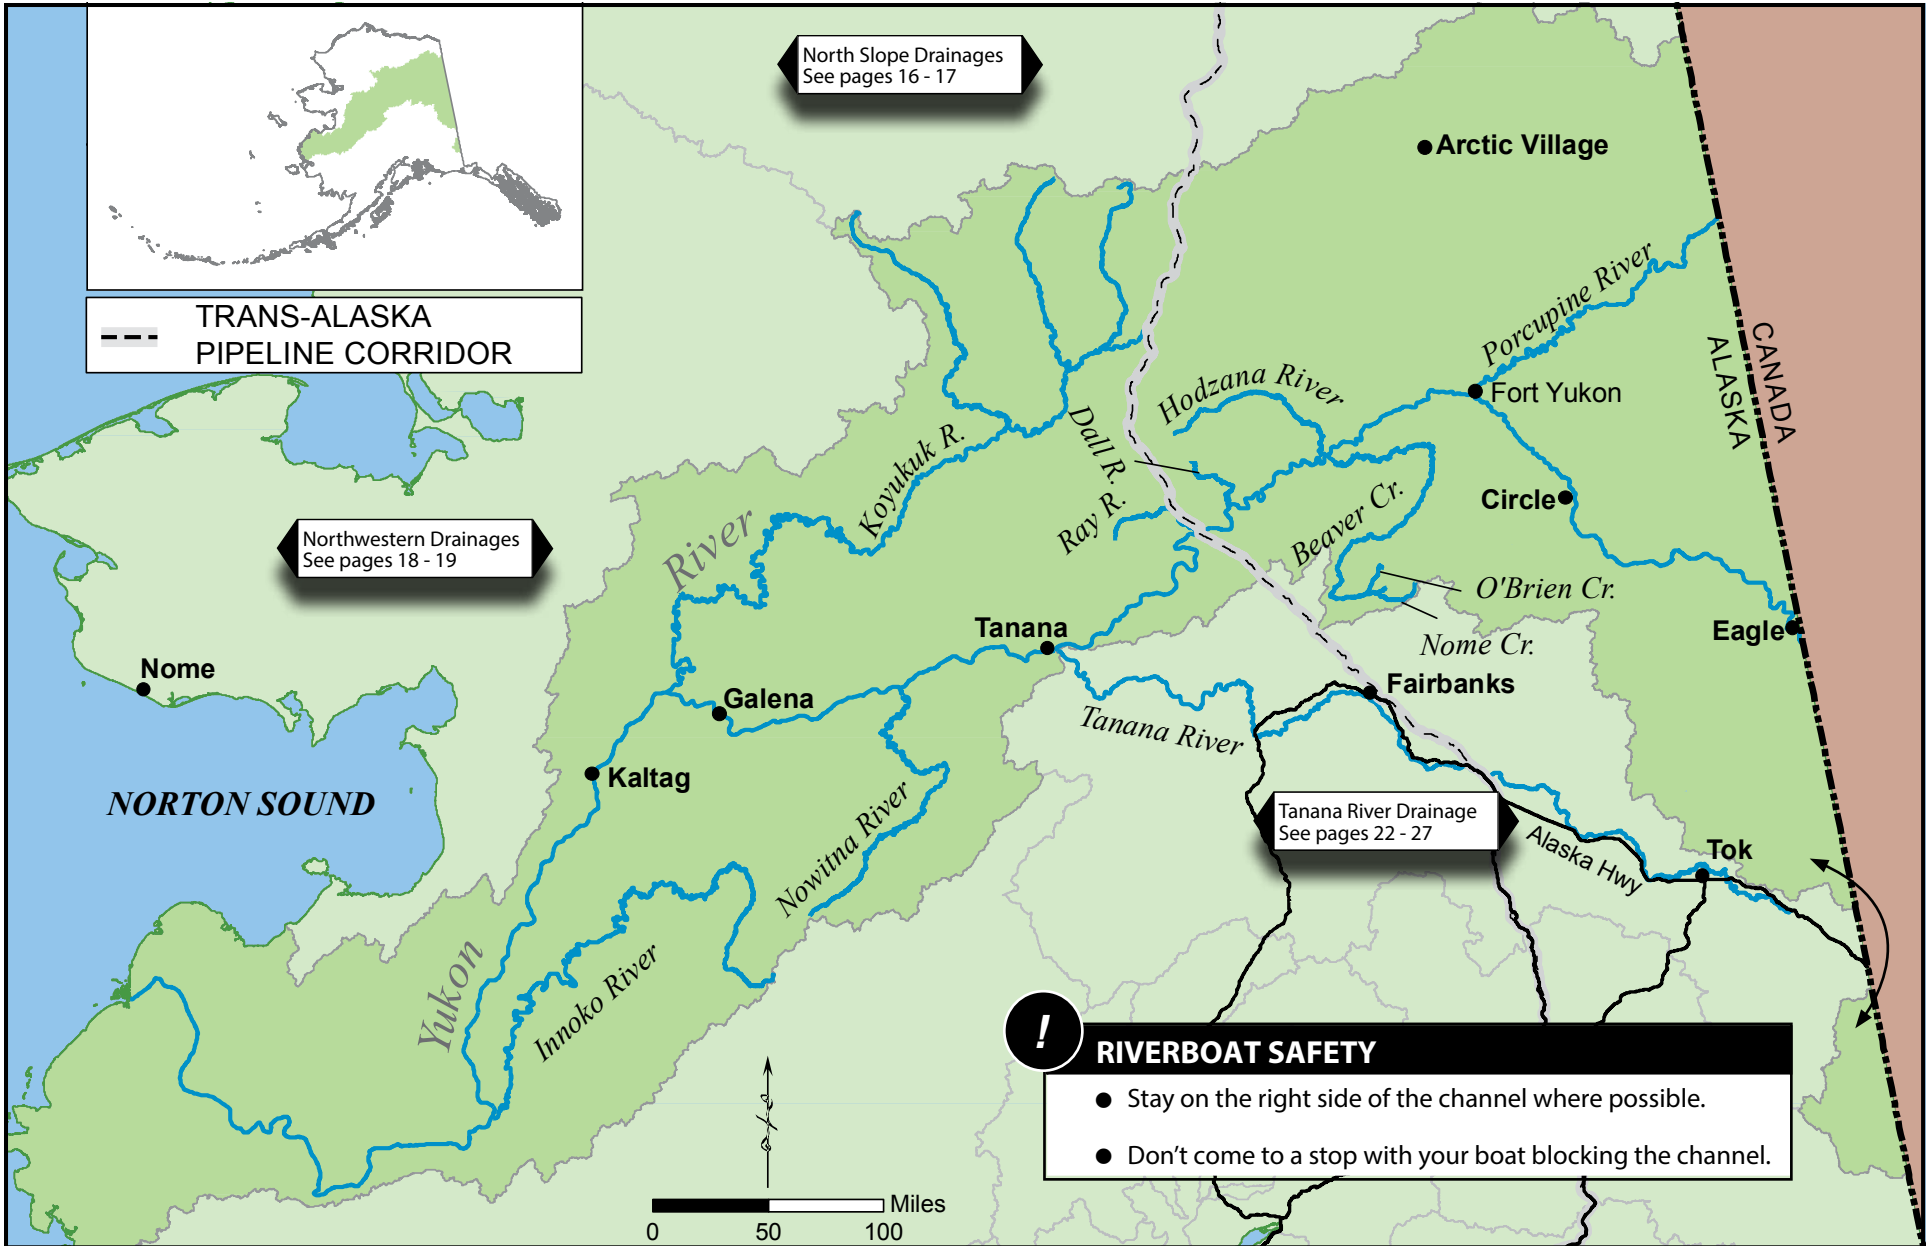 North Slope Drainages
See pages 16 - 17
Arctic Village
TRANS-ALASKA
PIPELINE CORRIDOR
Porcupine River
CANADA
ALASKA
Hodzana River
Fort Yukon
Dall R.
Koyukuk R.
Ray R.
Beaver Cr.
Circle
River
Northwestern Drainages
See pages 18 - 19
O'Brien Cr.
Nome Cr.
Eagle
Tanana
Nome
Galena
Fairbanks
Tanana River
Kaltag
NORTON SOUND
Nowitna River
Tanana River Drainage
See pages 22 - 27
Alaska Hwy
Tok
Yukon
Innoko River
!
RIVERBOAT SAFETY
● Stay on the right side of the channel where possible.
● Don’t come to a stop with your boat blocking the channel.
Miles
0 50 100